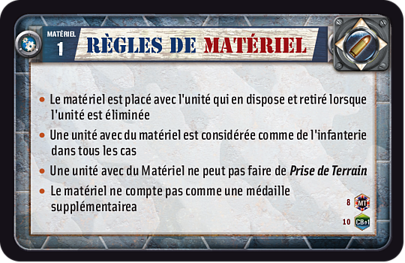 MATÉRIEL
1
RÈGLES DE MATÉRIEL
• Le matériel est placé avec l'unité qui en dispose et retiré lorsque
l'unité est éliminée
• Une unité avec du matériel est considérée comme de l'infanterie
dans tous les cas
• Une unité avec du Matériel ne peut pas faire de Prise de Terrain
• Le matériel ne compte pas comme une médaille
supplémentairea
8 MT
10